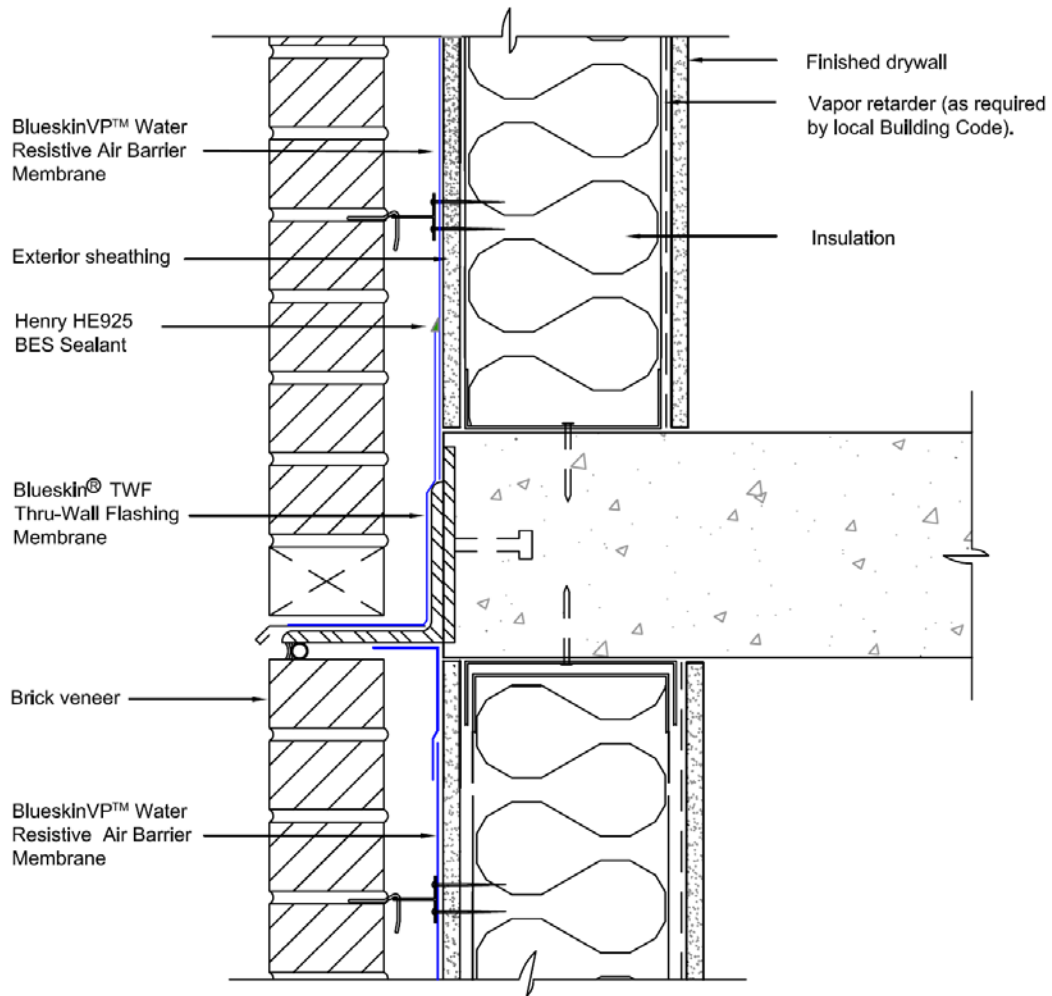 BlueskinVP™ Water
Resistive Air Barrier
Membrane
Exterior sheathing
Henry HE925
BES Sealant
Blueskin® TWF
Thru-Wall Flashing
Membrane
Brick veneer
BlueskinVP™ Water
Resistive Air Barrier
Membrane
Finished drywall
Vapor retarder (as required
by local Building Code).
Insulation